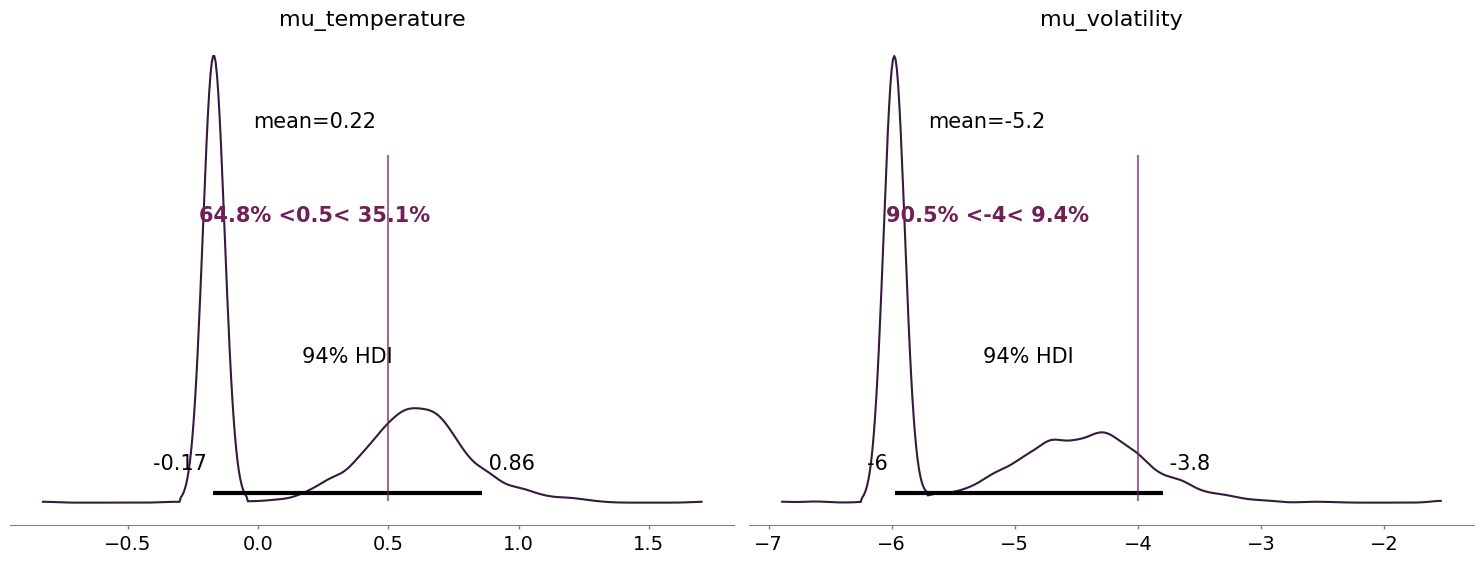 mu_temperature
mean=0.22
64.8% <0.5< 35.1%
94% HDI
-0.17
0.86
−0.5
0.0
0.5
1.0
1.5
mu_volatility
mean=-5.2
90.5% <-4< 9.4%
94% HDI
-6
-3.8
−7
−6
−5
−4
−3
−2